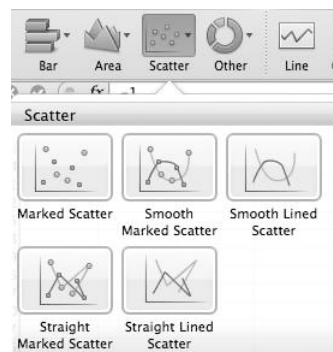 Bar Area Scatter Other Line
fx -1
Scatter
Marked Scatter
Smooth
Marked Scatter
Smooth Lined
Scatter
Straight
Marked Scatter
Straight Lined
Scatter